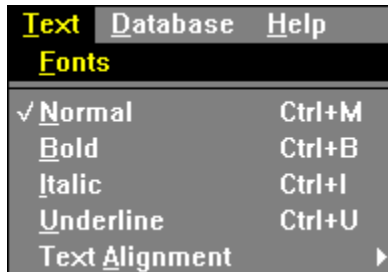 Text Database Help
Fonts
✓ Normal Ctrl+M
Bold Ctrl+B
Italic Ctrl+I
Underline Ctrl+U
Text Alignment